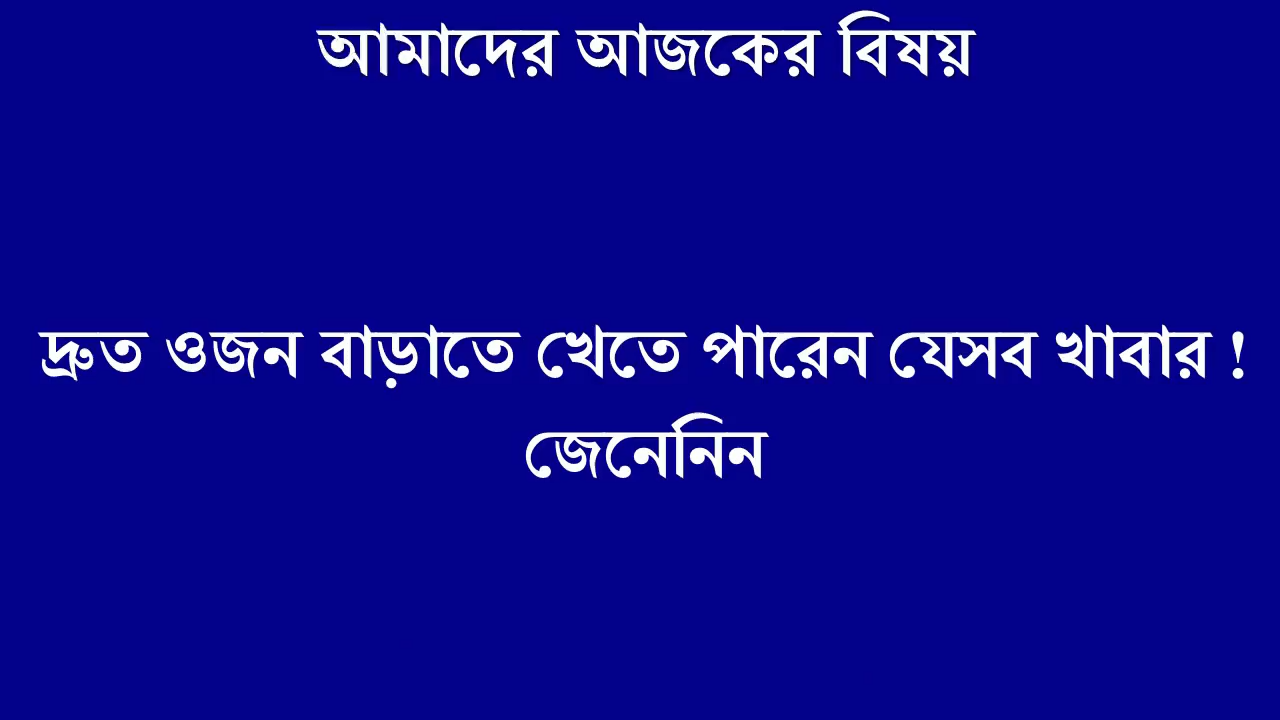 আমাদের আজকের বিষয়
দ্রুত ওজন বাড়াতে খেতে পারেন যেসব খাবার !
জেনেনিন